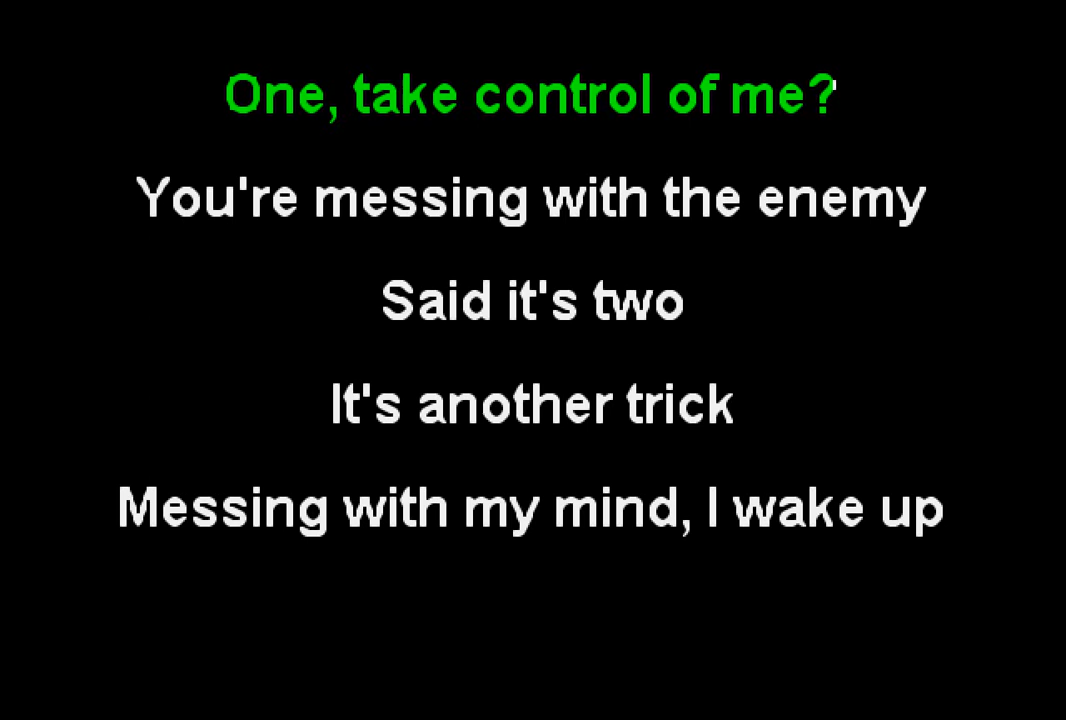 One, take control of me?
You're messing with the enemy
Said it's two
It's another trick
Messing with my mind, I wake up